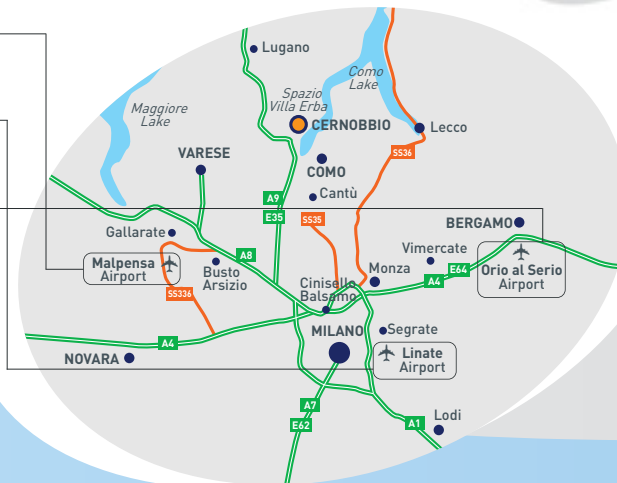 Lugano
Como
Lake
Spazio
Villa Erba
Maggiore
Lake
CERNOBBIO
Lecco
SS36
VARESE
COMO
Cantù
A9
E35
SS35
BERGAMO
Gallarate
A8
Vimercate
Malpensa
Airport
Busto
Arsizio
Monza
E64
A4
Orio al Serio
Airport
SS336
Cinisello
Balsamo
MILANO
Segrate
A4
NOVARA
Linate
Airport
A7
E62
A1
Lodi